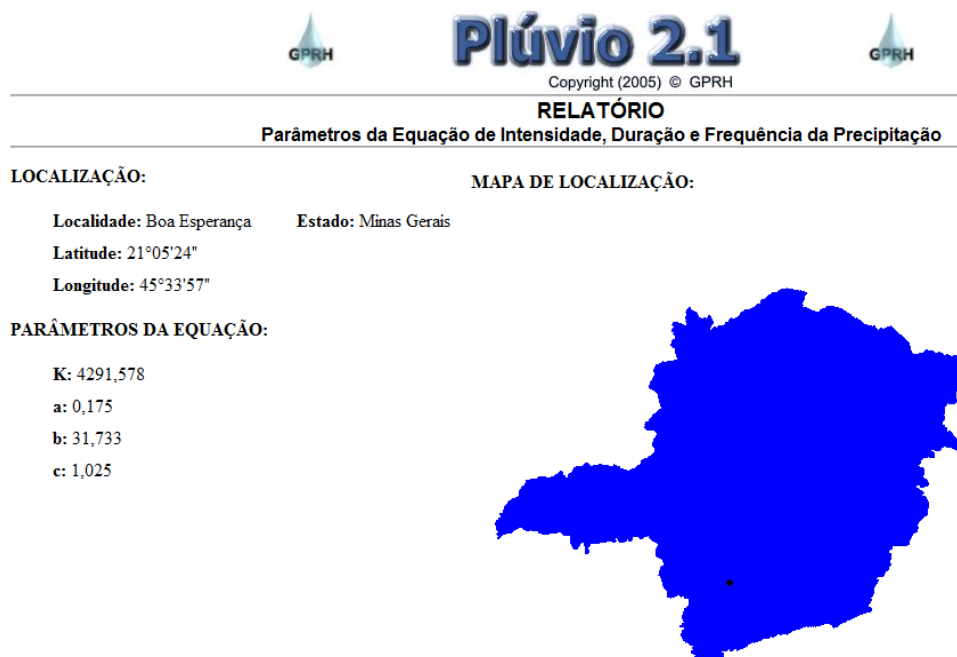 GPRH
Plúvio 2.1
GPRH
Copyright (2005) © GPRH
RELATÓRIO
Parâmetros da Equação de Intensidade, Duração e Frequência da Precipitação
LOCALIZAÇÃO:
MAPA DE LOCALIZAÇÃO:
Localidade: Boa Esperança Estado: Minas Gerais
Latitude: 21°05'24"
Longitude: 45°33'57"
PARÂMETROS DA EQUAÇÃO:
K: 4291,578
a: 0,175
b: 31,733
c: 1,025